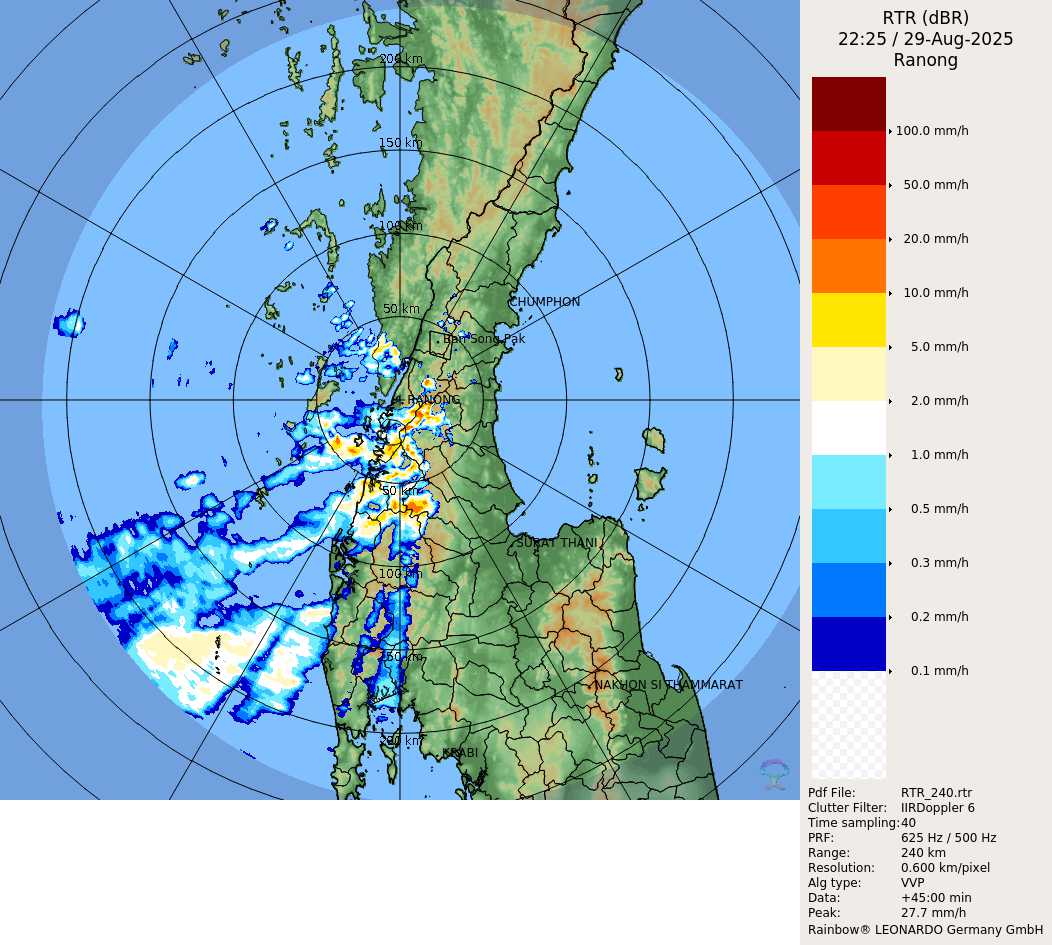 RTR (dBR)
22:25 / 29-Aug-2025
Ranong
200 km
150 km
100 km
50 km
CHUMPHON
Ban Song Pak
RANONG
50 km
SURAT THANI
100 km
150 km
NAKHON SI THAMMARAT
200 km
KRABI
100.0 mm/h
50.0 mm/h
20.0 mm/h
10.0 mm/h
5.0 mm/h
2.0 mm/h
1.0 mm/h
0.5 mm/h
0.3 mm/h
0.2 mm/h
0.1 mm/h
Pdf File: RTR_240.rtr
Clutter Filter: IIRDoppler 6
Time sampling:40
PRF: 625 Hz / 500 Hz
Range: 240 km
Resolution: 0.600 km/pixel
Alg type: VVP
Data: +45:00 min
Peak: 27.7 mm/h
Rainbow® LEONARDO Germany GmbH